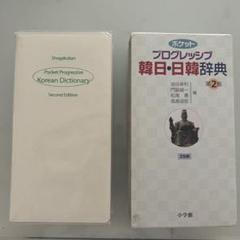 Shogakukan
Pocket Progressive
Korean Dictionary
Second Edition
ポケット
プログレッシブ
韓日・日韓辞典
第2版
小学館